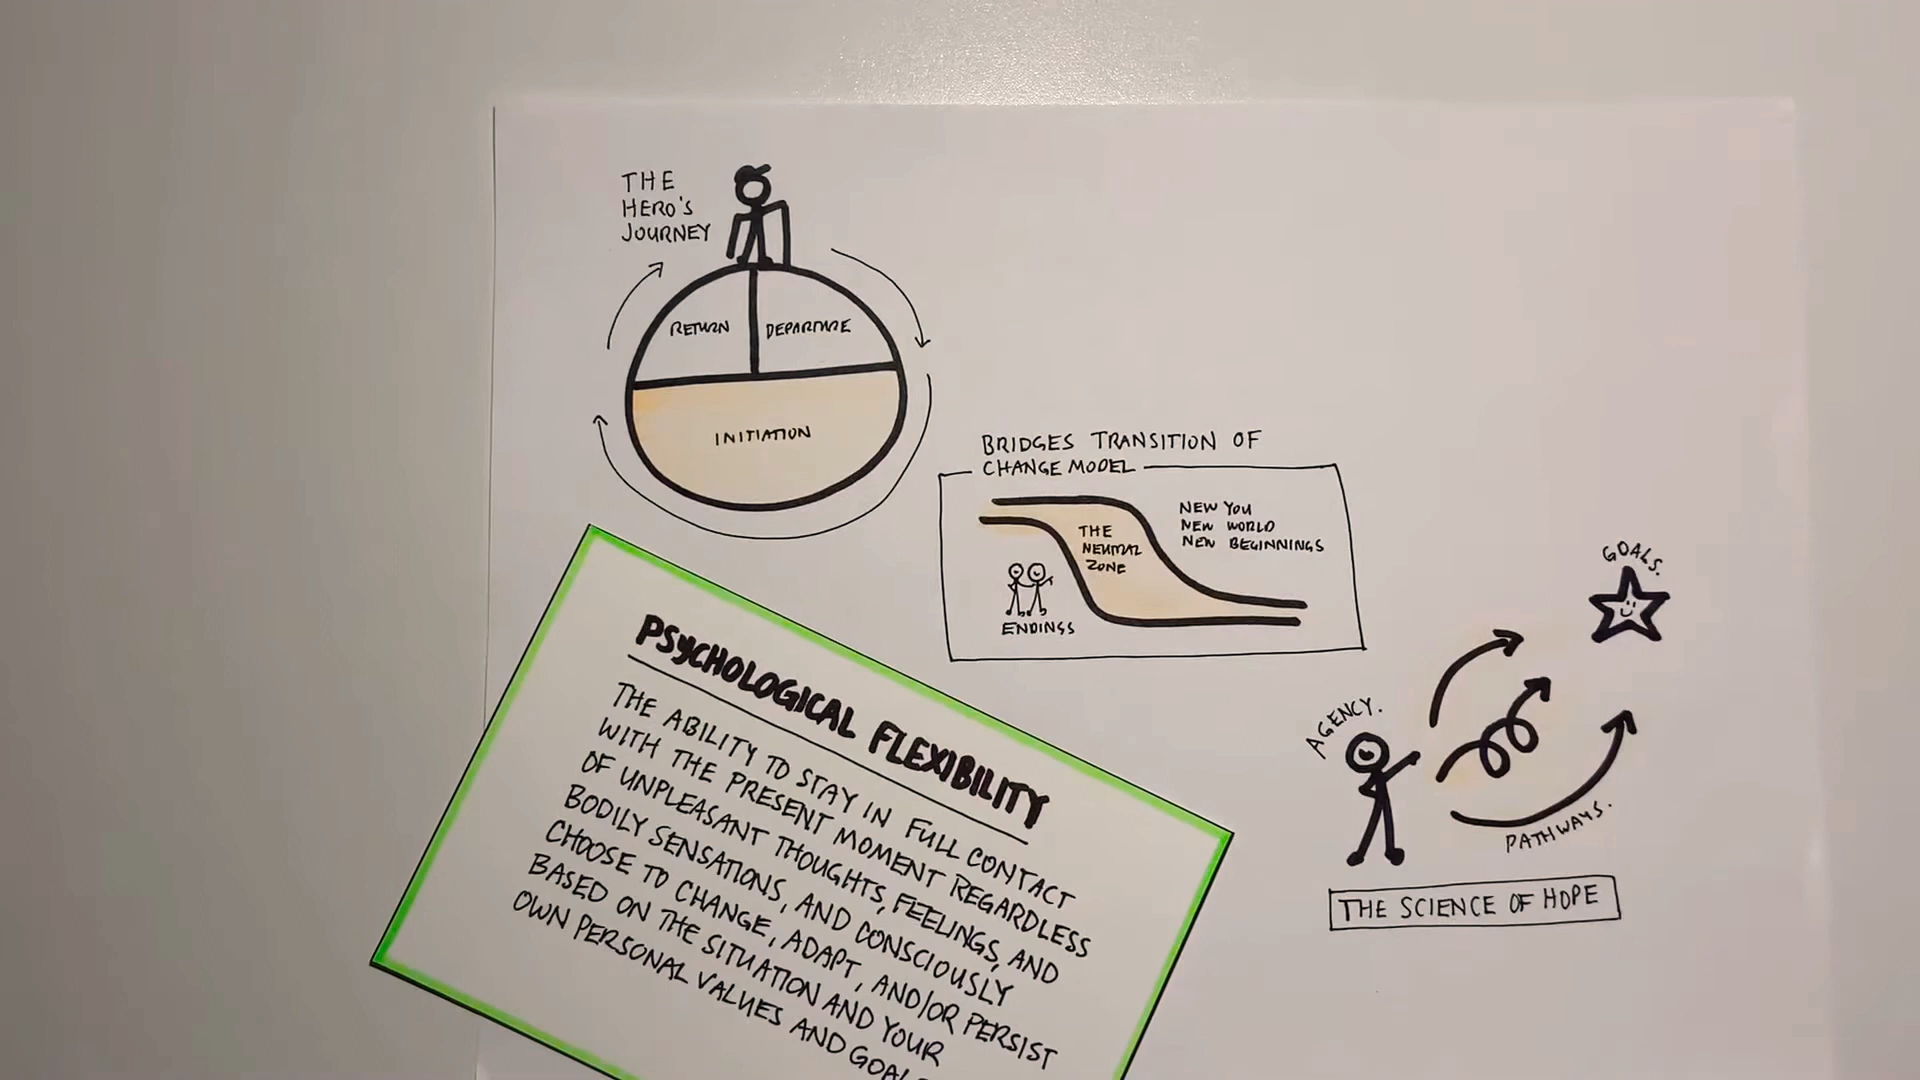 THE
HERO'S
JOURNEY
RETURN
DEPARTURE
INITIATION
BRIDGES TRANSITION OF
CHANGE MODEL
THE
NEUTRAL
ZONE
NEW YOU
NEW WORLD
NEW BEGINNINGS
ENDINGS
GOALS.
AGENCY.
PATHWAYS.
THE SCIENCE OF HOPE
PSYCHOLOGICAL FLEXIBILITY
THE ABILITY TO STAY IN FULL CONTACT
WITH THE PRESENT MOMENT REGARDLESS
OF UNPLEASANT THOUGHTS, FEELINGS, AND
BODILY SENSATIONS, AND CONSCIOUSLY
CHOOSE TO CHANGE, ADAPT, AND/OR PERSIST
BASED ON THE SITUATION AND YOUR
OWN PERSONAL VALUES AND